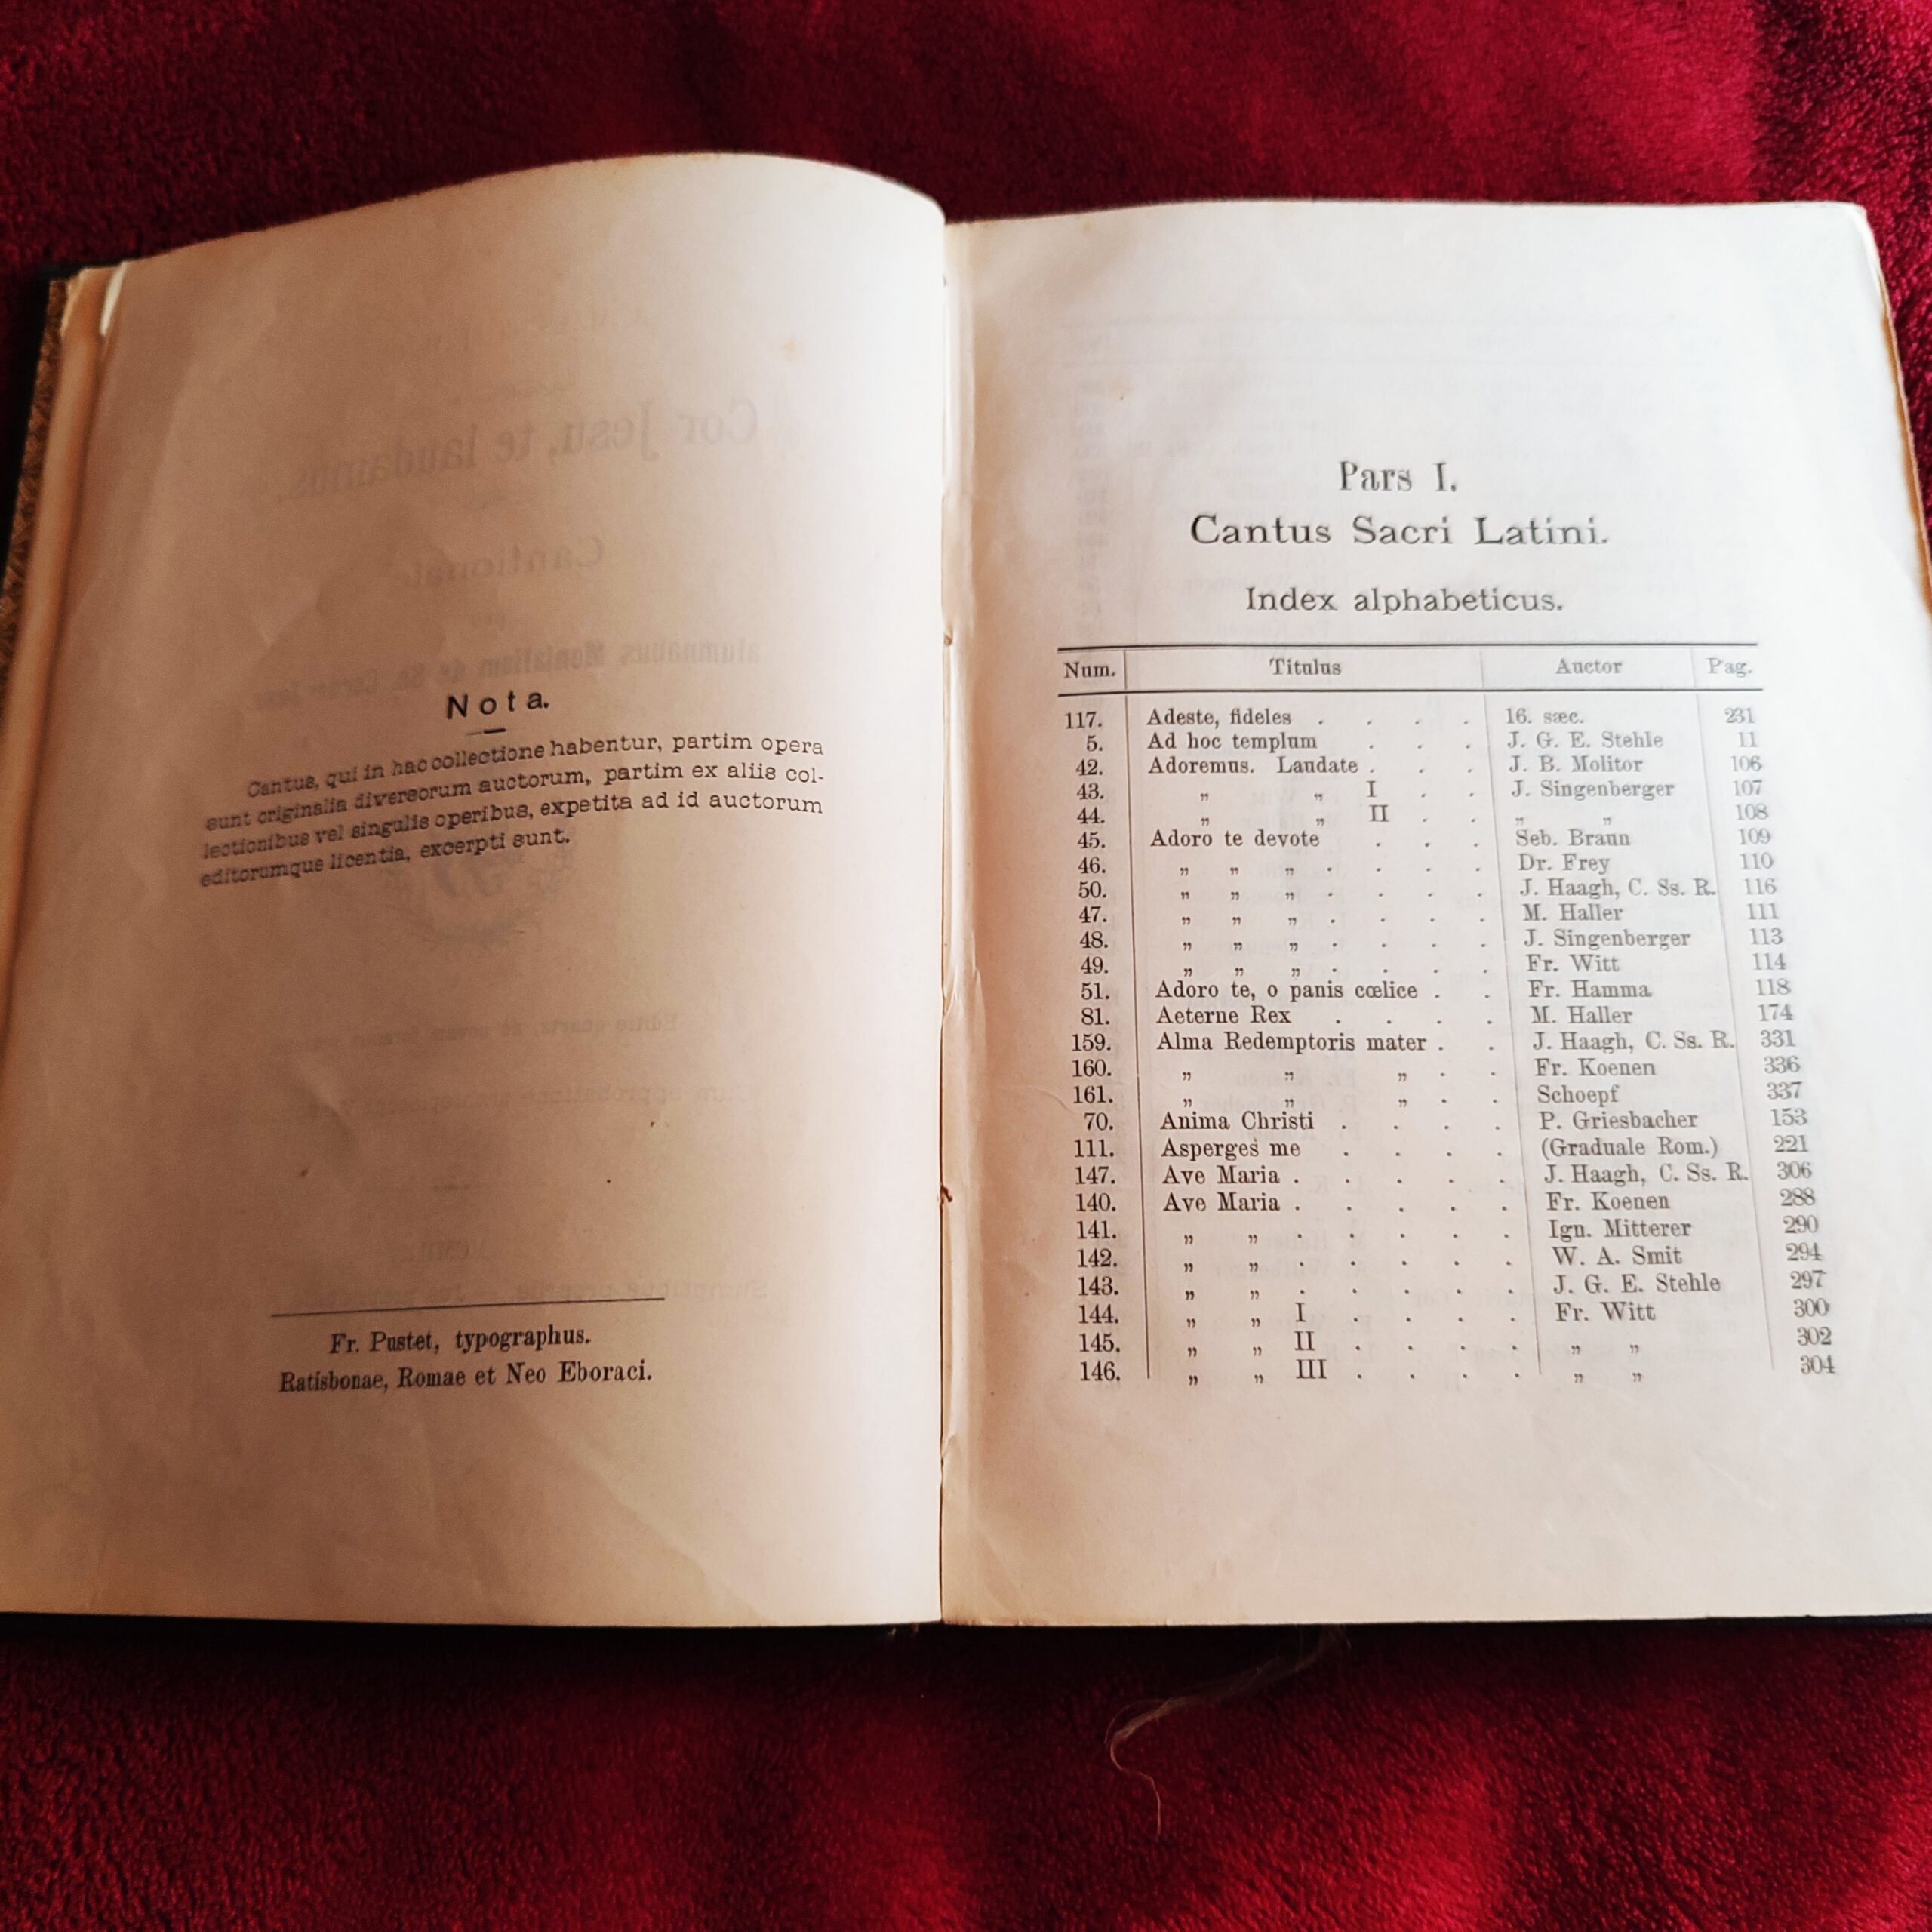 Nota.
Cantus, qui in hac collectione habentur, partim opera
sunt originalia diversorum auctorum, partim ex aliis col-
lectionibus vel singulis operibus, expetita ad id auctorum
editorumque licentia, excerpti sunt.
Fr. Pustet, typographus.
Ratisbonae, Romae et Neo Eboraci.
Pars I.
Cantus Sacri Latini.
Index alphabeticus.
Num. Titulus Auctor Pag.
117. Adeste, fideles . . . . 16. sæc. 231
5. Ad hoc templum . . . J. G. E. Stehle 11
42. Adoremus. Laudate . . . J. B. Molitor 106
43. „ „ I . . J. Singenberger 107
44. „ „ II . . „ „ 108
45. Adoro te devote . . . Seb. Braun 109
46. „ „ „ . . . . Dr. Frey 110
50. „ „ „ . . . . J. Haagh, C. Ss. R. 116
47. „ „ „ . . . . M. Haller 111
48. „ „ „ . . . . J. Singenberger 113
49. „ „ „ . . . . Fr. Witt 114
51. Adoro te, o panis cœlice . . Fr. Hamma 118
81. Aeterne Rex . . . . M. Haller 174
159. Alma Redemptoris mater . . J. Haagh, C. Ss. R. 331
160. „ „ „ . . Fr. Koenen 336
161. „ „ „ . . Schoepf 337
70. Anima Christi . . . . P. Griesbacher 153
111. Asperges me . . . . (Graduale Rom.) 221
147. Ave Maria . . . . . J. Haagh, C. Ss. R. 306
140. Ave Maria . . . . . Fr. Koenen 288
141. „ „ . . . . . Ign. Mitterer 290
142. „ „ . . . . . W. A. Smit 294
143. „ „ . . . . . J. G. E. Stehle 297
144. „ „ I . . . . Fr. Witt 300
145. „ „ II . . . . „ „ 302
146. „ „ III . . . . „ „ 304